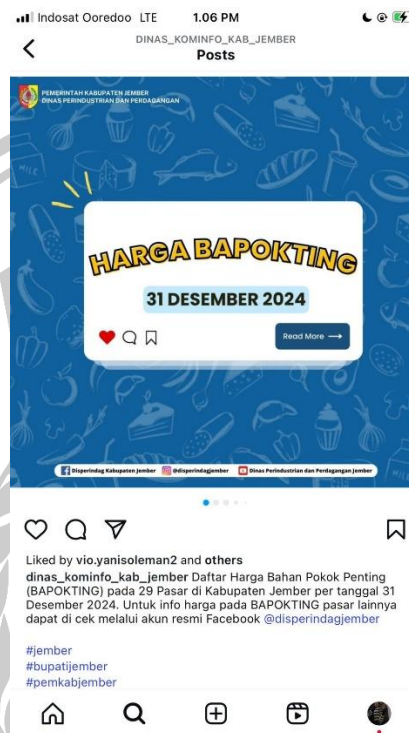 Indosat Ooredoo LTE 1.06 PM
DINAS_KOMINFO_KAB_JEMBER
Posts
PEMERINTAH KABUPATEN JEMBER
DINAS PERINDUSTRIAN DAN PERDAGANGAN
MILK
HARGA BAPOKTING
31 DESEMBER 2024
Read More
MILK
Disperindag Kabupaten Jember @disperindagjember Dinas Perindustrian dan Perdagangan Jember
Liked by vio.yanisoleman2 and others
dinas_kominfo_kab_jember Daftar Harga Bahan Pokok Penting
(BAPOKTING) pada 29 Pasar di Kabupaten Jember per tanggal 31
Desember 2024. Untuk info harga pada BAPOKTING pasar lainnya
dapat di cek melalui akun resmi Facebook @disperindagjember
#jember
#bupatijember
#pemkabjember